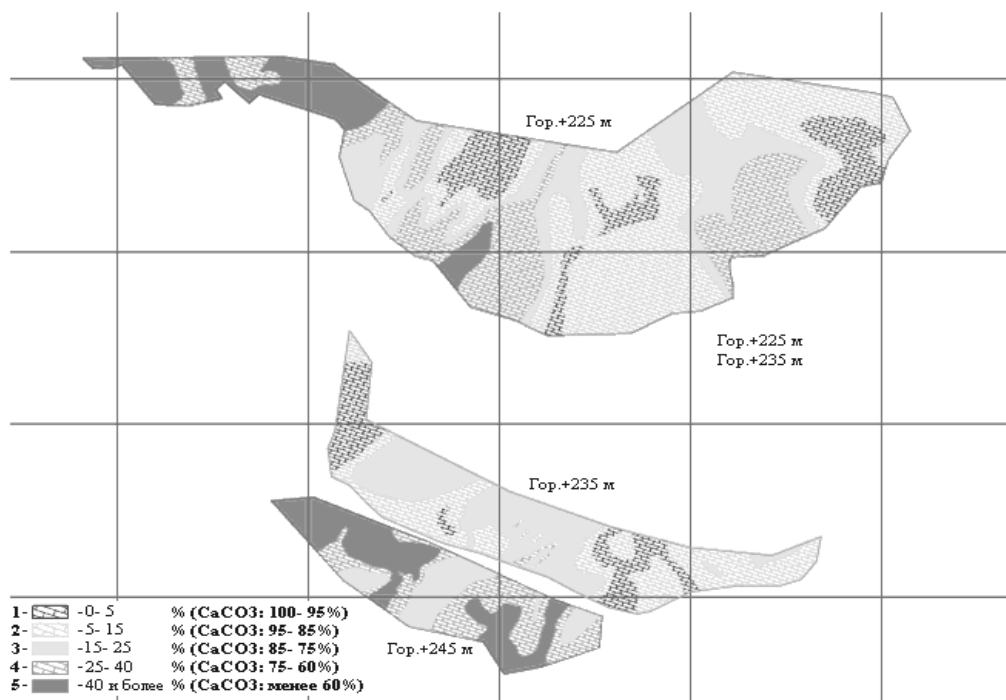 Гор.+225 м
Гор.+225 м
Гор.+235 м
Гор.+235 м
1- -0- 5 % (CaCO3: 100- 95%)
2- -5- 15 % (CaCO3: 95- 85%)
3- -15- 25 % (CaCO3: 85- 75%)
4- -25- 40 % (CaCO3: 75- 60%)
5- -40 и более % (CaCO3: менее 60%)
Гор.+245 м